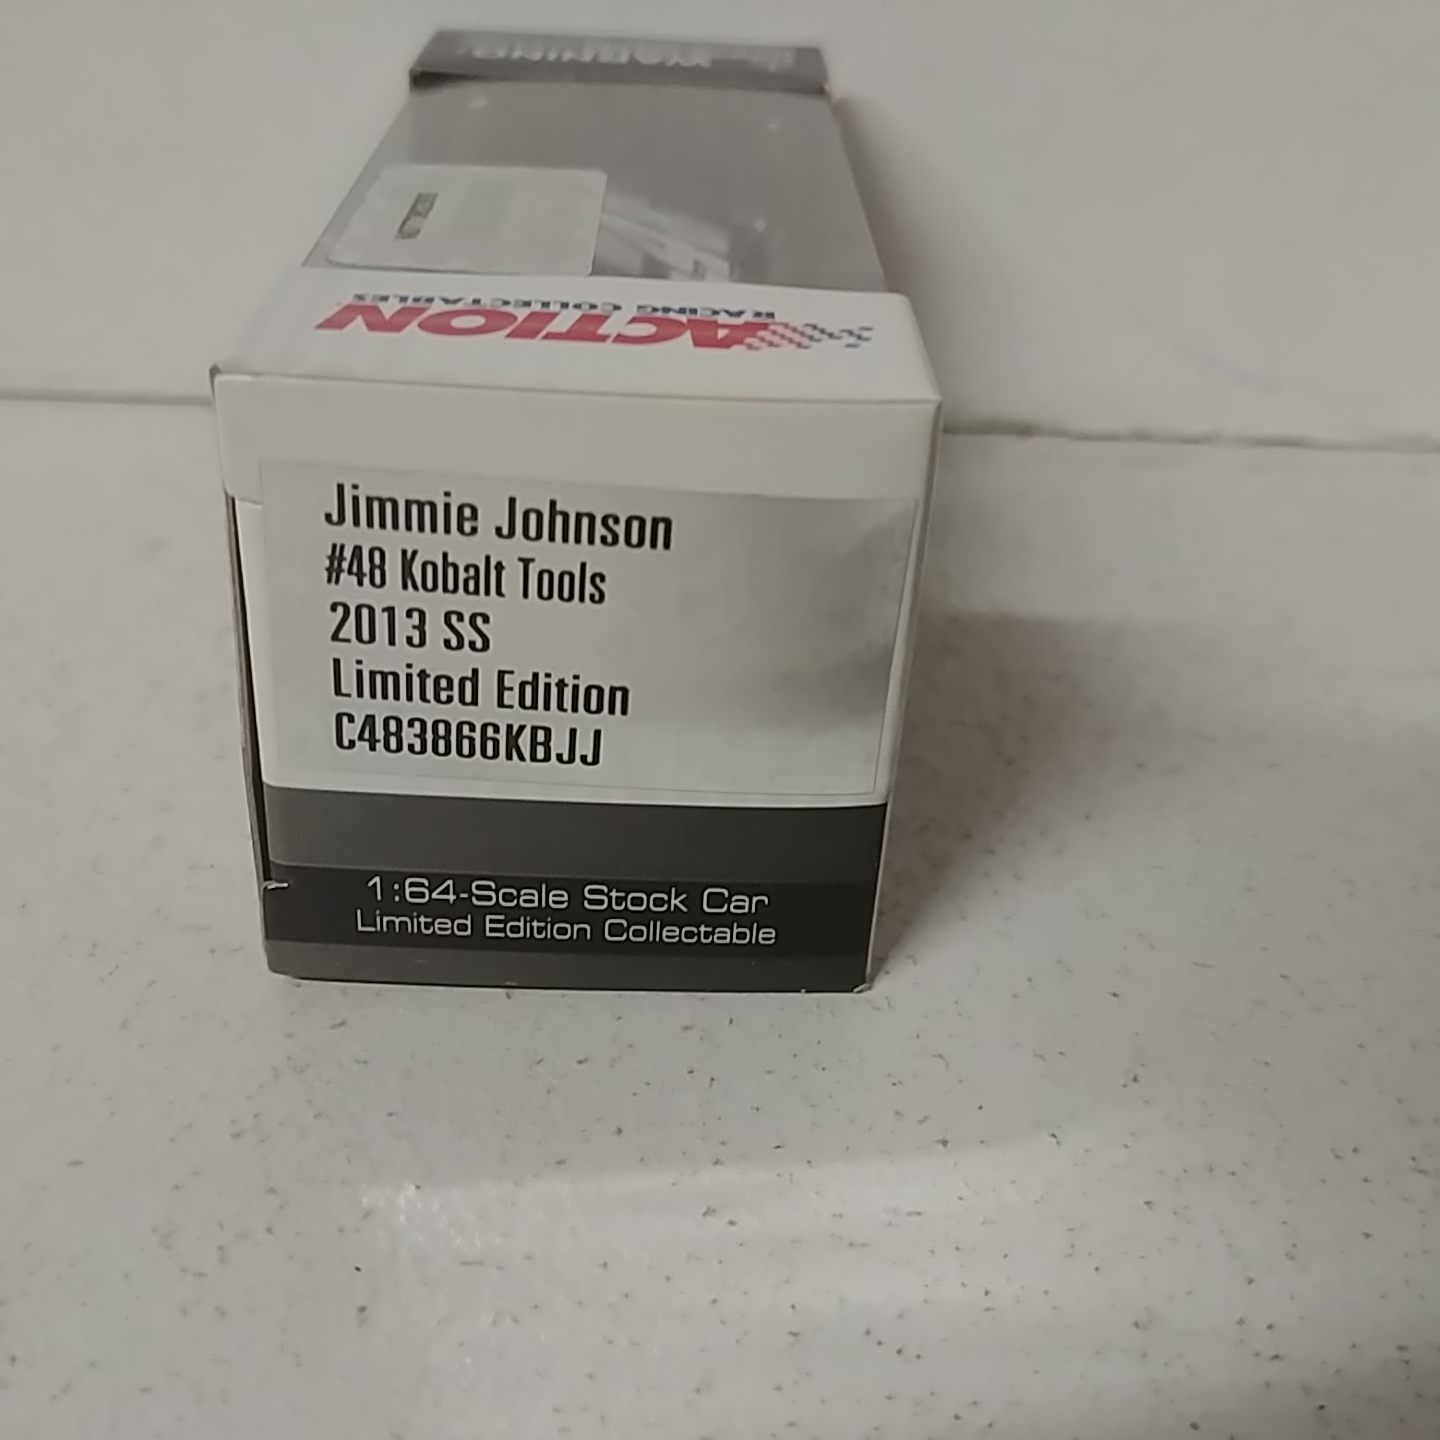 WARNING
ACTION
RACING COLLECTABLES
Jimmie Johnson
#48 Kobalt Tools
2013 SS
Limited Edition
C483866KBJJ
1:64-Scale Stock Car
Limited Edition Collectable